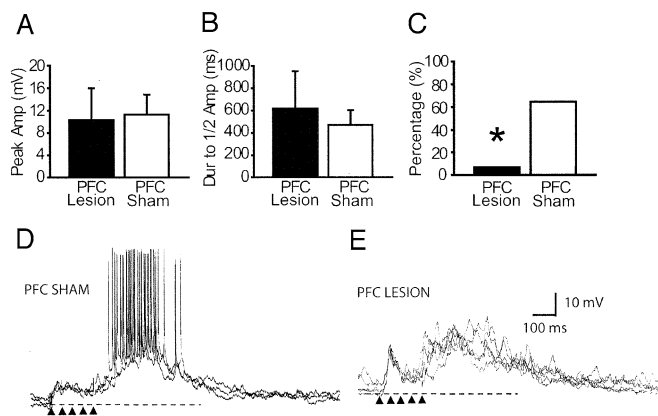 A
Peak Amp (mV)
20
16
12
8
4
0
PFC Lesion
PFC Sham
B
Dur to 1/2 Amp (ms)
1000
800
600
400
200
0
PFC Lesion
PFC Sham
C
Percentage (%)
100
80
60
40
20
0
*
PFC Lesion
PFC Sham
D
PFC SHAM
E
PFC LESION
10 mV
100 ms